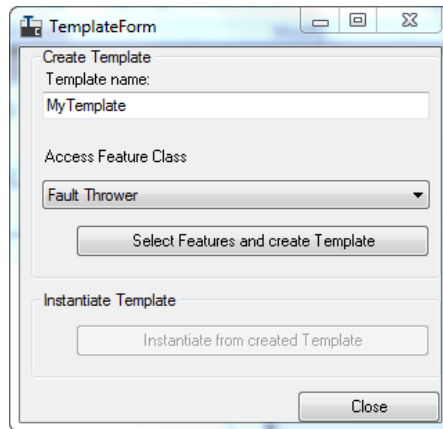 TemplateForm
Create Template
Template name:
MyTemplate
Access Feature Class
Fault Thrower
Select Features and create Template
Instantiate Template
Instantiate from created Template
Close